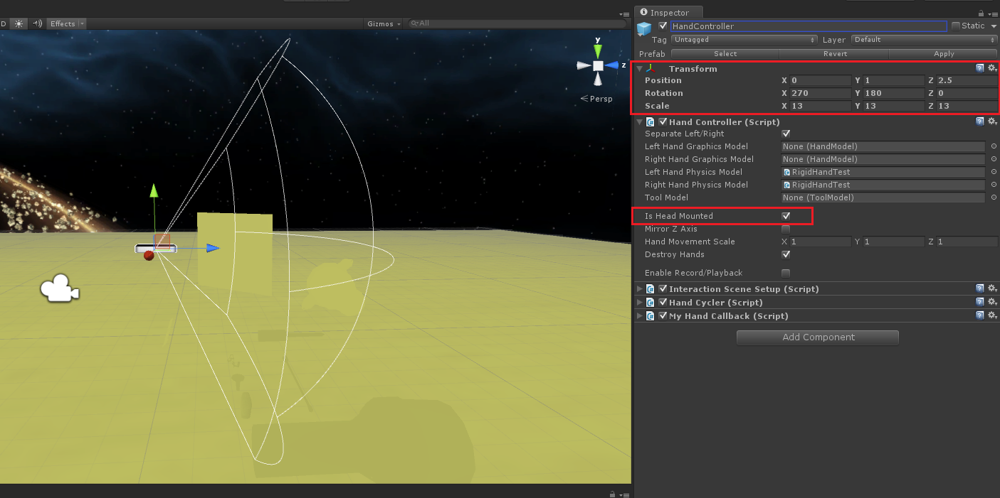 Inspector
D Effects Gizmos All
HandController Static
Tag Untagged Layer Default
Prefab Select Revert Apply
Transform
Position X 0 Y 1 Z 2.5
Rotation X 270 Y 180 Z 0
Scale X 13 Y 13 Z 13
Hand Controller (Script)
Separate Left/Right
Left Hand Graphics Model None (HandModel)
Right Hand Graphics Model None (HandModel)
Left Hand Physics Model RigidHandTest
Right Hand Physics Model RigidHandTest
Tool Model None (ToolModel)
Is Head Mounted
Mirror Z Axis
Hand Movement Scale X 1 Y 1 Z 1
Destroy Hands
Enable Record/Playback
Interaction Scene Setup (Script)
Hand Cycler (Script)
My Hand Callback (Script)
Add Component
y
z
Persp